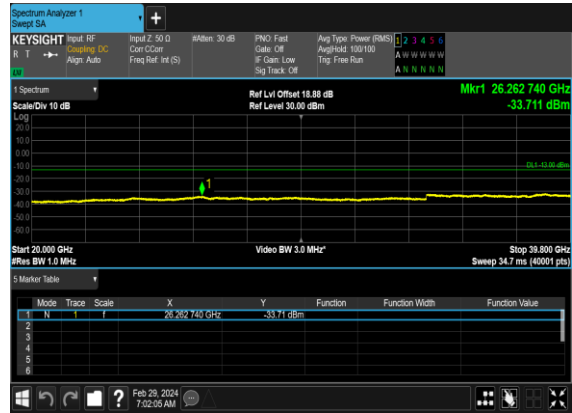 Spectrum Analyzer 1
Swept SA
+
KEYSIGHT
R T
Input: RF
Coupling: DC
Align: Auto
Input Z: 50 Ω
Corr CCorr
Freq Ref: Int (S)
#Atten: 30 dB
PNO: Fast
Gate: Off
IF Gain: Low
Sig Track: Off
Avg Type: Power (RMS)
Avg|Hold: 100/100
Trig: Free Run
1 2 3 4 5 6
A W W W W W
A N N N N N
1 Spectrum
Scale/Div 10 dB
Ref Lvl Offset 18.88 dB
Ref Level 30.00 dBm
Mkr1 26.262 740 GHz
-33.711 dBm
Log
20.0
10.0
0.00
-10.0
-20.0
-30.0
-40.0
-50.0
-60.0
DL1 -13.00 dBm
1
Start 20.000 GHz
#Res BW 1.0 MHz
Video BW 3.0 MHz*
Stop 39.800 GHz
Sweep 34.7 ms (40001 pts)
5 Marker Table
Mode Trace Scale X Y Function Function Width Function Value
1 N 1 f 26.262 740 GHz -33.71 dBm
2
3
4
5
6
?
Feb 29, 2024
7:02:05 AM